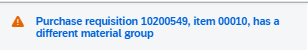 Purchase requisition 10200549, item 00010, has a
different material group